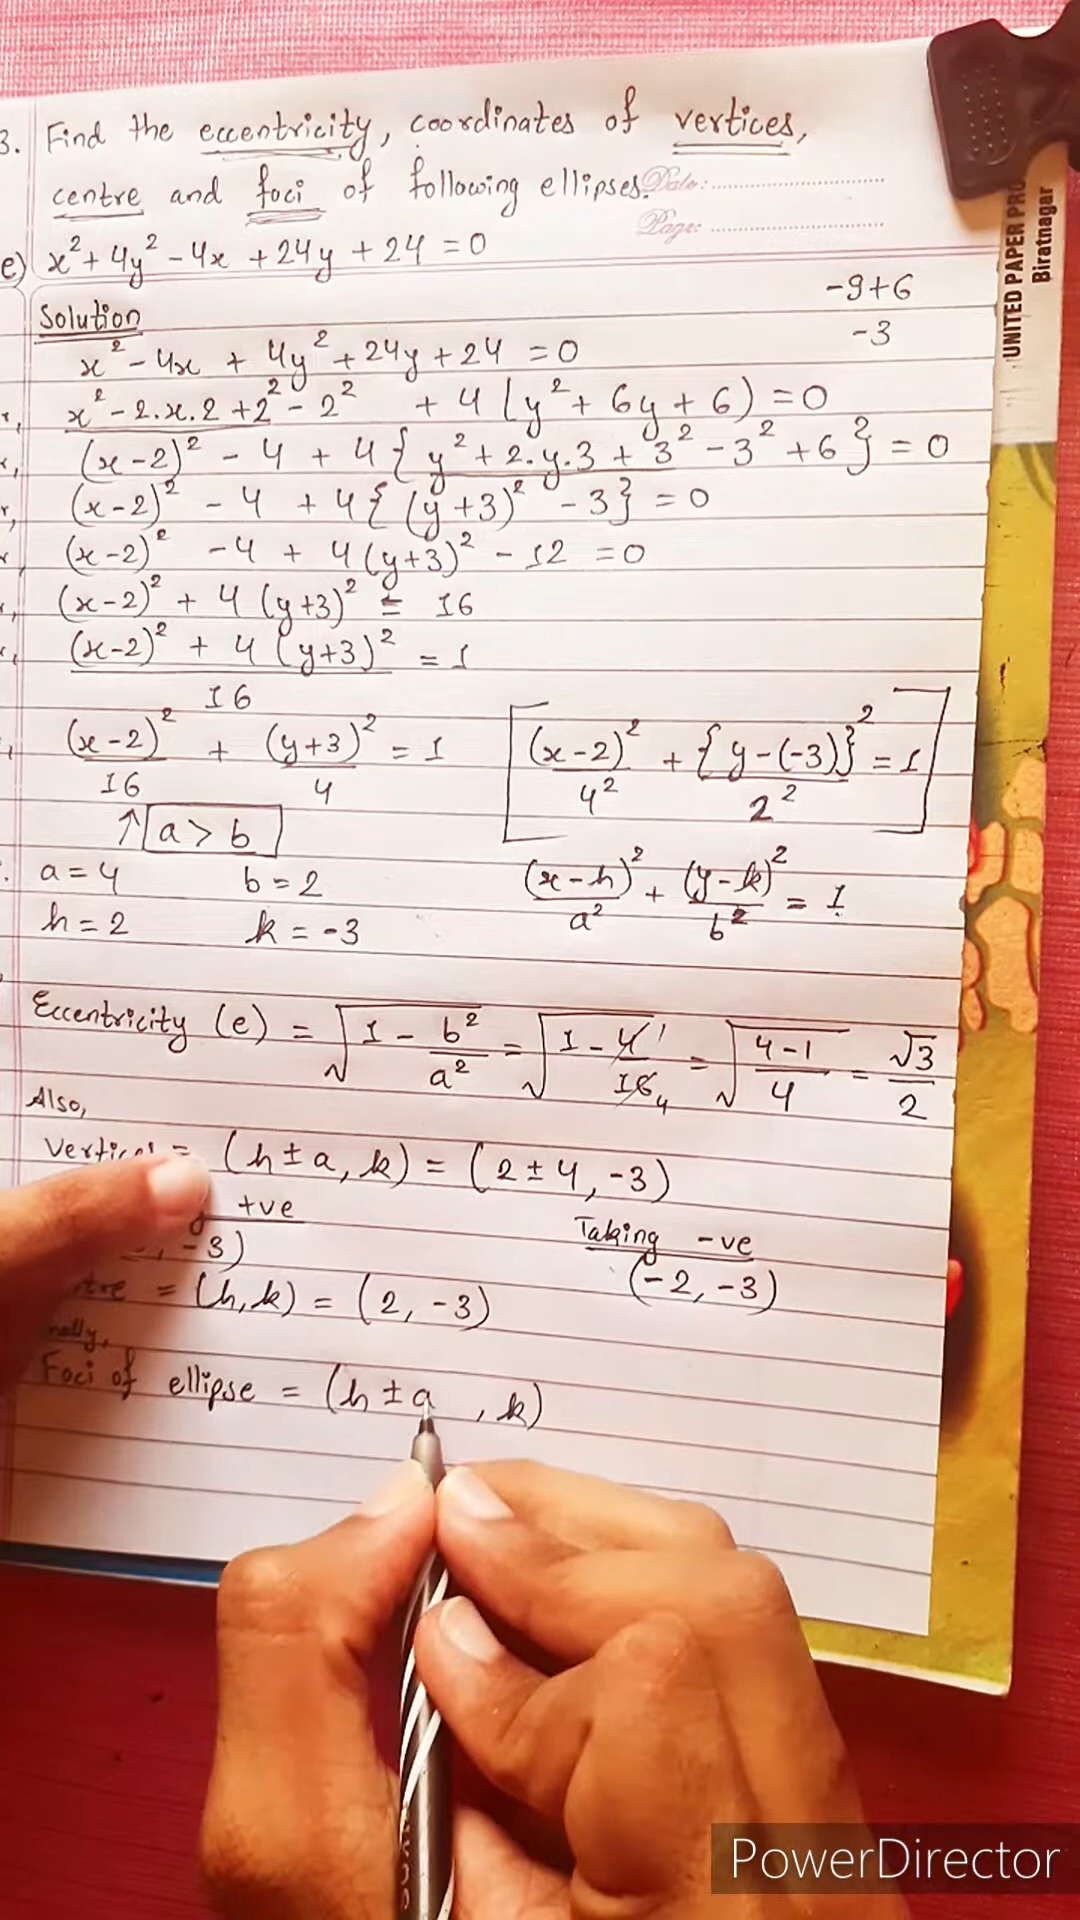 3. Find the eccentricity, coordinates of vertices,
centre and foci of following ellipses.
Date:
Page:
e) x² + 4y² - 4x + 24y + 24 = 0
-9+6
-3
Solution
x² - 4x + 4y² + 24y + 24 = 0
x² - 2.x.2 + 2² - 2² + 4 (y² + 6y + 6) = 0
(x-2)² - 4 + 4 { y² + 2.y.3 + 3² - 3² + 6 } = 0
(x-2)² - 4 + 4 { (y+3)² - 3 } = 0
(x-2)² - 4 + 4 (y+3)² - 12 = 0
(x-2)² + 4 (y+3)² = 16
(x-2)² + 4 (y+3)² / 16 = 1
(x-2)²/16 + (y+3)²/4 = 1
[(x-2)²/4² + {y-(-3)}²/2² = 1]
↑ a > b
a = 4 b = 2
(x-h)²/a² + (y-k)²/b² = 1
h = 2 k = -3
Eccentricity (e) = √(1 - b²/a²) = √(1 - 4/16) = √((4-1)/4) = √3/2
Also,
= (h ± a, k) = (2 ± 4, -3)
+ve
Taking -ve
, -3)
(-2, -3)
= (h, k) = (2, -3)
Foci of ellipse = (h ± a , k)
UNITED PAPER PRO
Biratnagar
PowerDirector